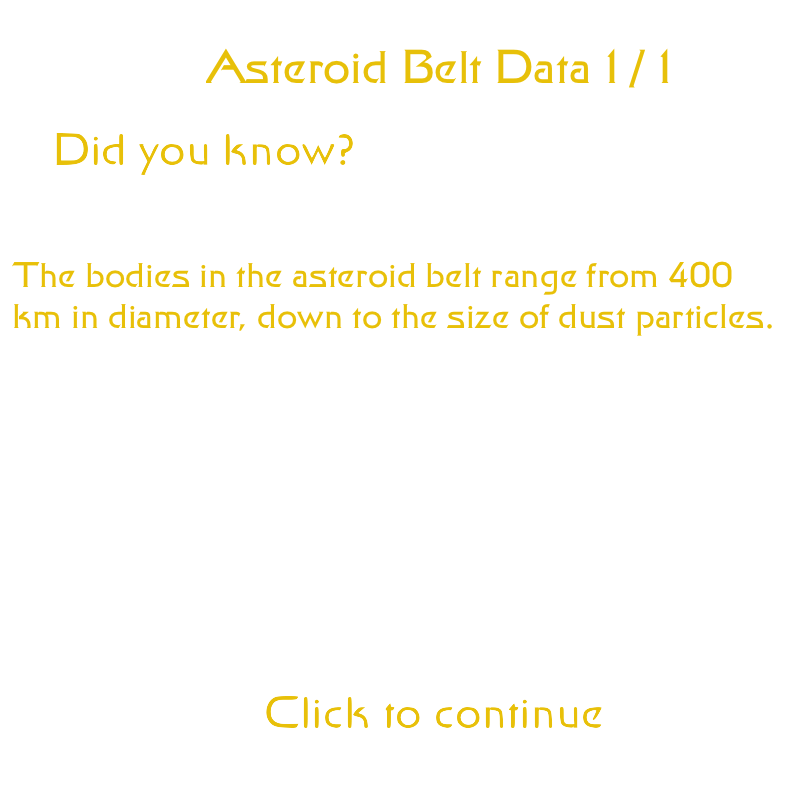 Asteroid Belt Data 1/1
Did you know?
The bodies in the asteroid belt range from 400
km in diameter, down to the size of dust particles.
Click to continue